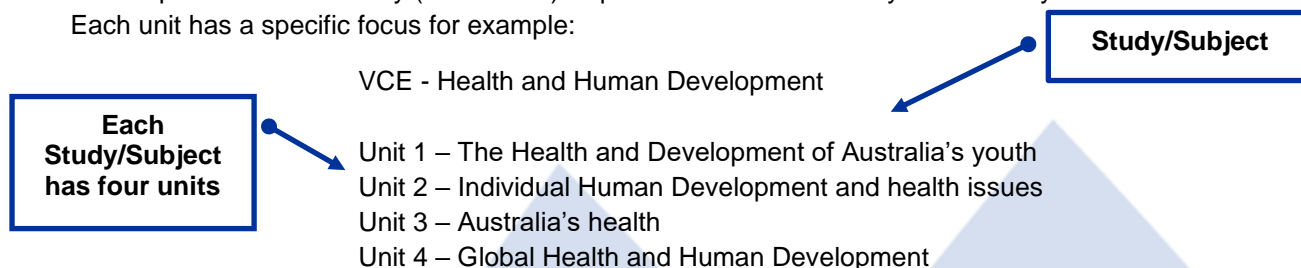 Each unit has a specific focus for example:
Study/Subject
VCE - Health and Human Development
Each
Study/Subject
has four units
Unit 1 – The Health and Development of Australia's youth
Unit 2 – Individual Human Development and health issues
Unit 3 – Australia's health
Unit 4 – Global Health and Human Development